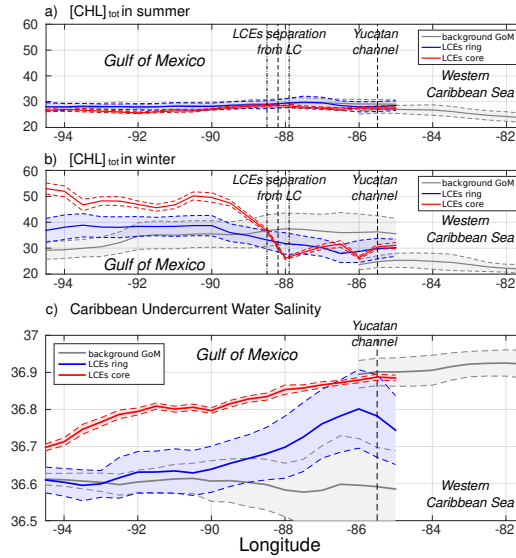 a) [CHL]tot in summer
60
50
40
30
20
LCEs separation
from LC
Yucatan
channel
Gulf of Mexico
Western
Caribbean Sea
background GoM
LCEs ring
LCEs core
-94 -92 -90 -88 -86 -84 -82
b) [CHL]tot in winter
60
50
40
30
20
LCEs separation
from LC
Yucatan
channel
background GoM
LCEs ring
LCEs core
Western
Caribbean Sea
Gulf of Mexico
-94 -92 -90 -88 -86 -84 -82
c) Caribbean Undercurrent Water Salinity
37
36.9
36.8
36.7
36.6
36.5
background GoM
LCEs ring
LCEs core
Gulf of Mexico
Yucatan
channel
Western
Caribbean Sea
-94 -92 -90 -88 -86 -84 -82
Longitude